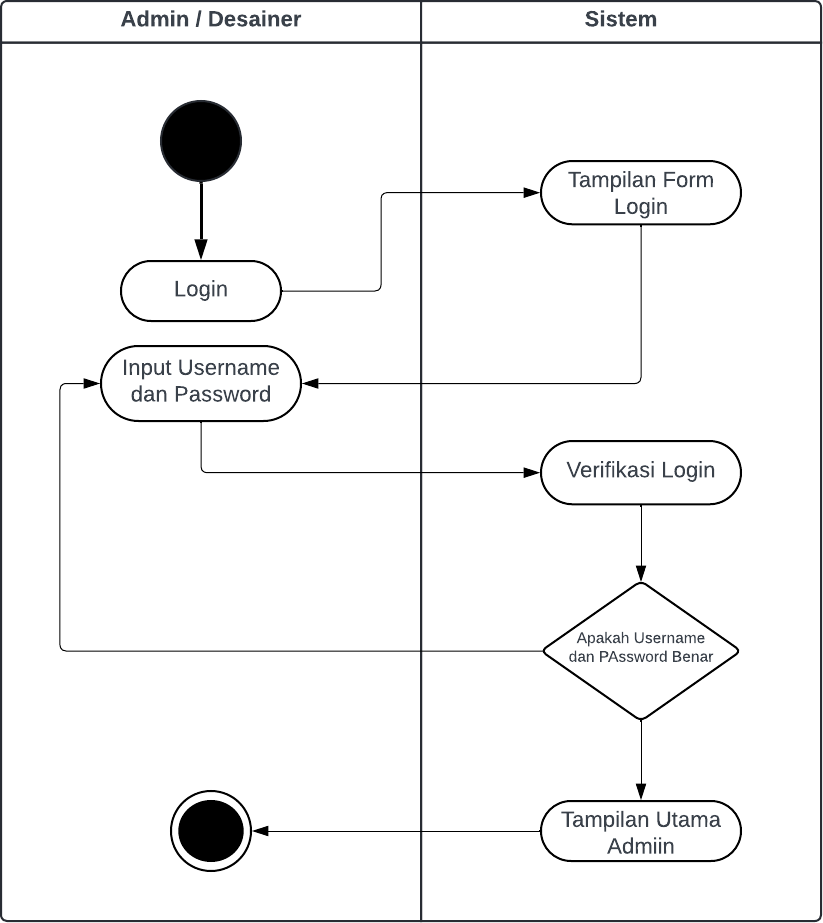 Admin / Desainer
Sistem
Tampilan Form
Login
Login
Input Username
dan Password
Verifikasi Login
Apakah Username
dan PAssword Benar
Tampilan Utama
Admiin